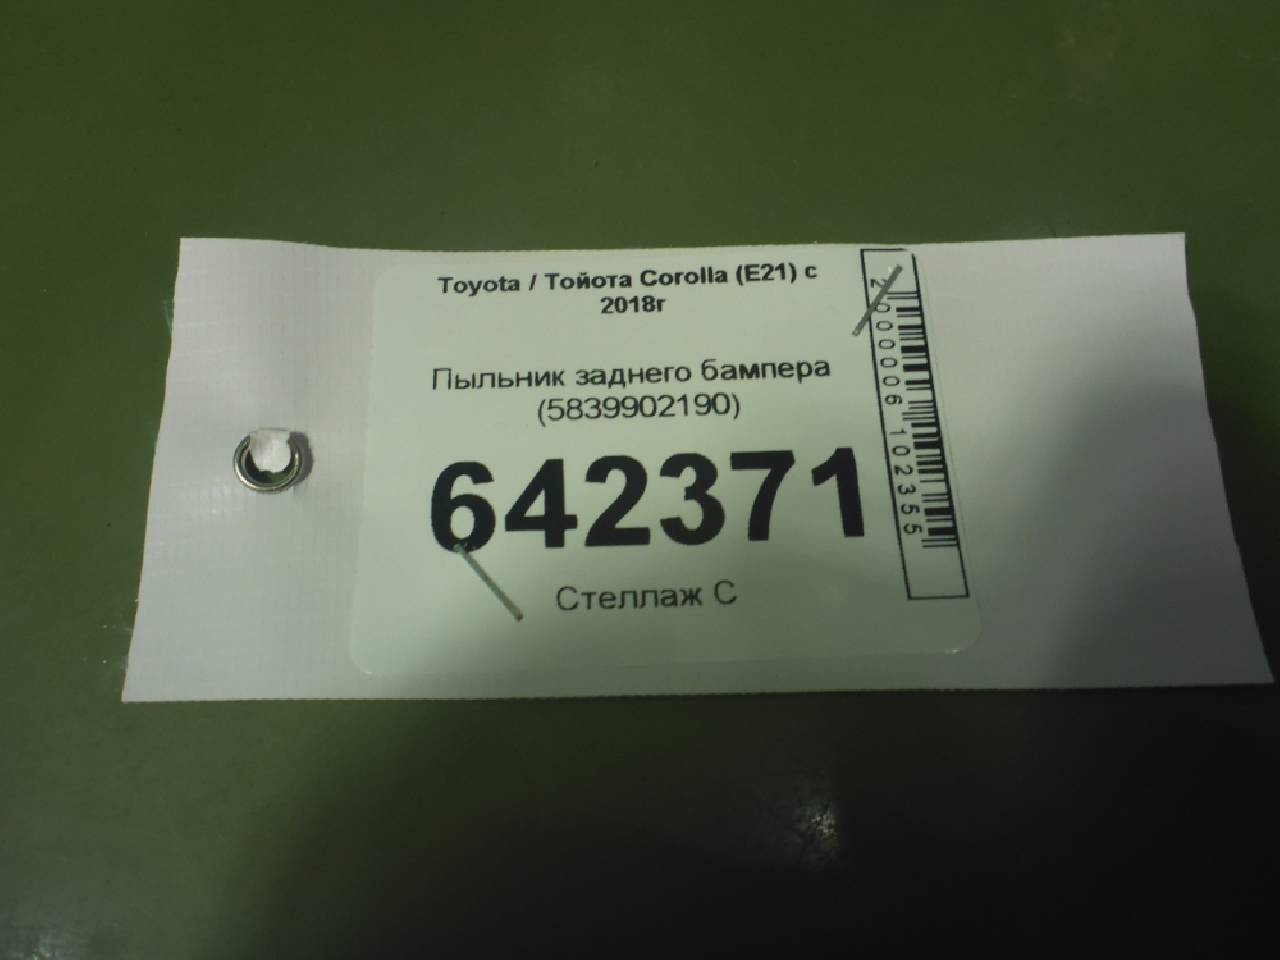 Toyota / Тойота Corolla (E21) с
2018г
Пыльник заднего бампера
(5839902190)
642371
Стеллаж С
2000006102355